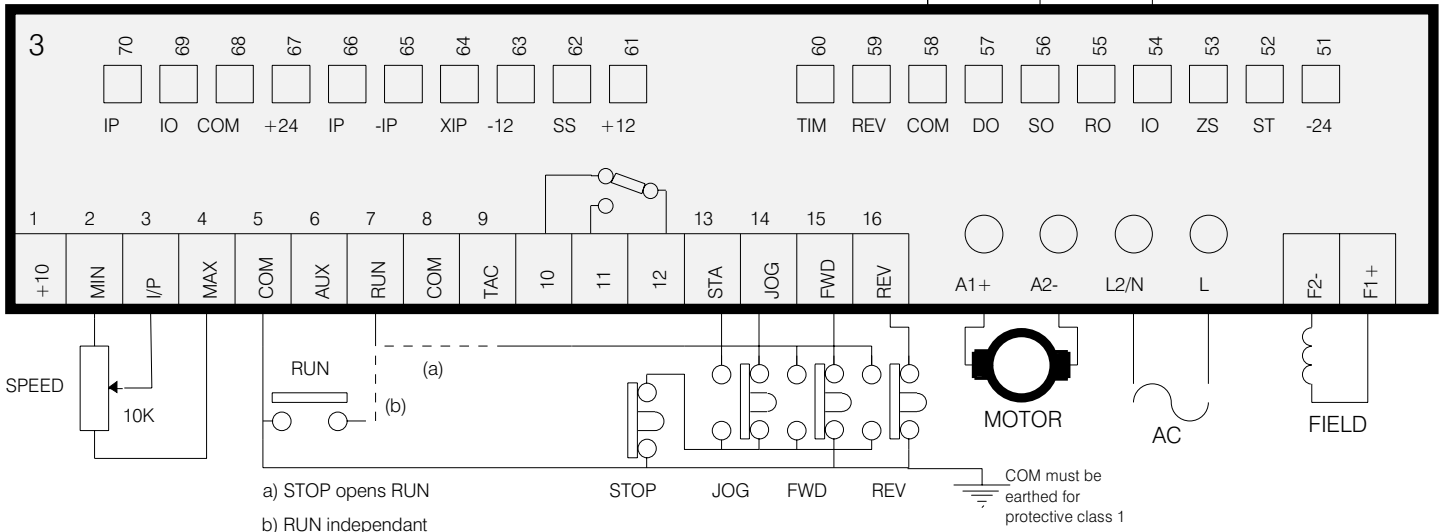 3
70 69 68 67 66 65 64 63 62 61 60 59 58 57 56 55 54 53 52 51
IP IO COM +24 IP -IP XIP -12 SS +12 TIM REV COM DO SO RO IO ZS ST -24
1 2 3 4 5 6 7 8 9 13 14 15 16
+10 MIN I/P MAX COM AUX RUN COM TAC 10 11 12 STA JOG FWD REV A1+ A2- L2/N L F2- F1+
SPEED
10K
RUN
(a)
(b)
MOTOR
AC
FIELD
a) STOP opens RUN
b) RUN independant
STOP JOG FWD REV
COM must be
earthed for
protective class 1